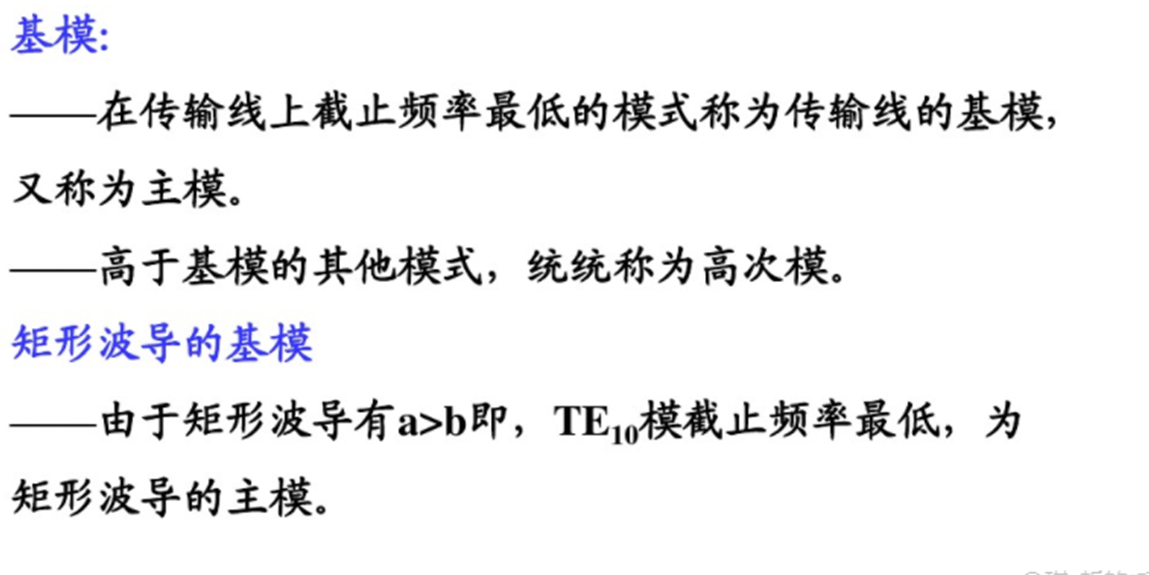 基模:
——在传输线上截止频率最低的模式称为传输线的基模，
又称为主模。
——高于基模的其他模式，统统称为高次模。
矩形波导的基模
——由于矩形波导有a>b即，TE₁₀模截止频率最低，为
矩形波导的主模。